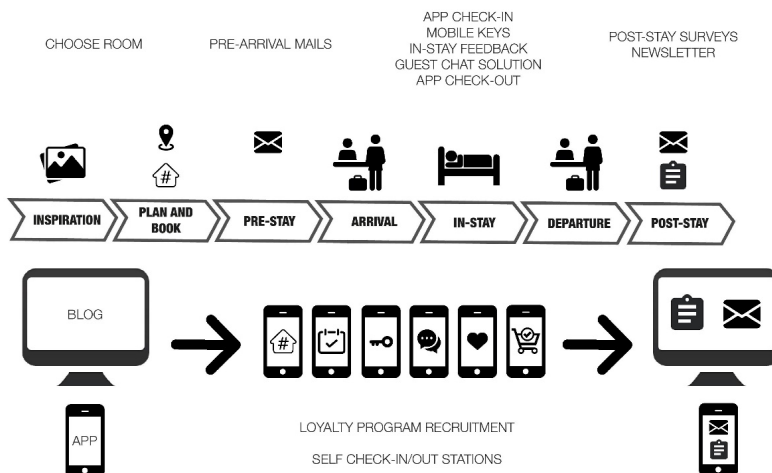 CHOOSE ROOM
PRE-ARRIVAL MAILS
APP CHECK-IN
MOBILE KEYS
IN-STAY FEEDBACK
GUEST CHAT SOLUTION
APP CHECK-OUT
POST-STAY SURVEYS
NEWSLETTER
#
INSPIRATION
PLAN AND
BOOK
PRE-STAY
ARRIVAL
IN-STAY
DEPARTURE
POST-STAY
BLOG
#
APP
LOYALTY PROGRAM RECRUITMENT
SELF CHECK-IN/OUT STATIONS